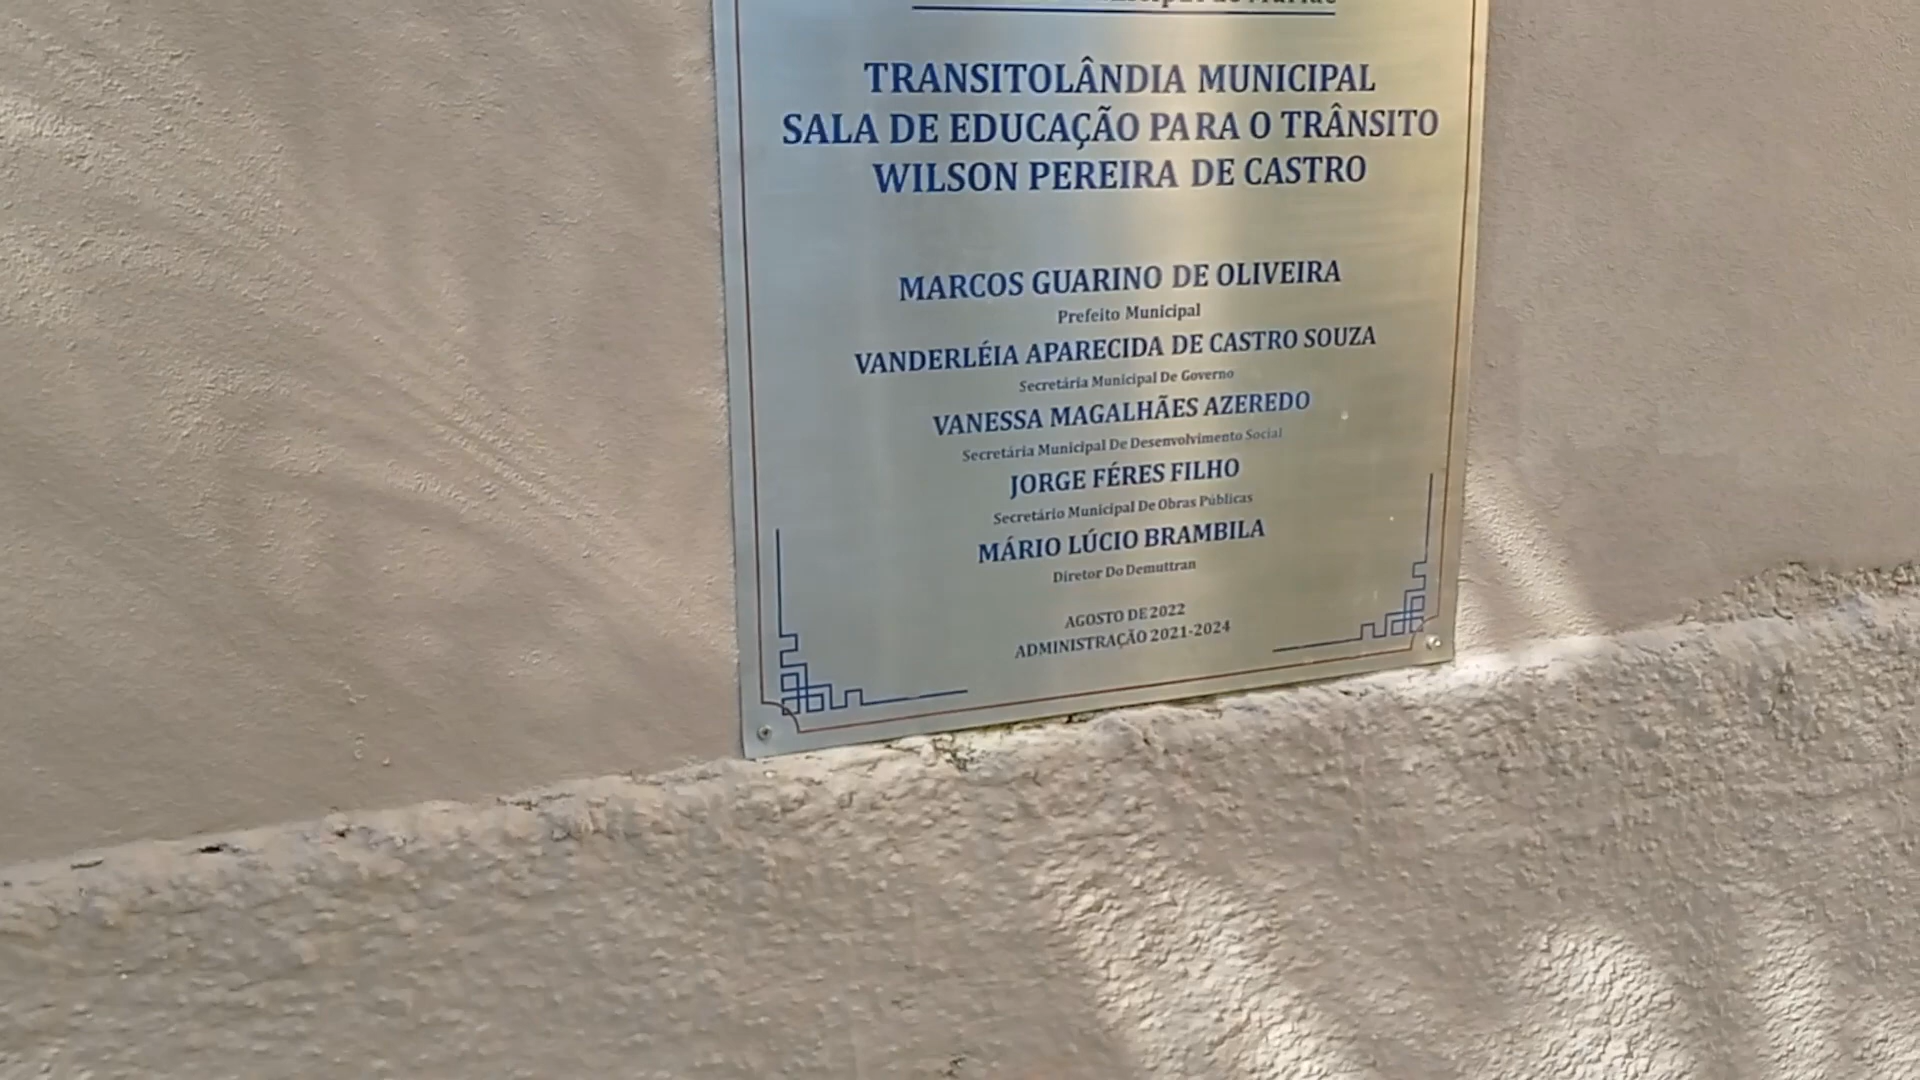 TRANSITOLÂNDIA MUNICIPAL
SALA DE EDUCAÇÃO PARA O TRÂNSITO
WILSON PEREIRA DE CASTRO
MARCOS GUARINO DE OLIVEIRA
Prefeito Municipal
VANDERLÉIA APARECIDA DE CASTRO SOUZA
Secretária Municipal De Governo
VANESSA MAGALHÃES AZEREDO
Secretária Municipal De Desenvolvimento Social
JORGE FÉRES FILHO
Secretário Municipal De Obras Públicas
MÁRIO LÚCIO BRAMBILA
Diretor Do Demuttran
AGOSTO DE 2022
ADMINISTRAÇÃO 2021-2024